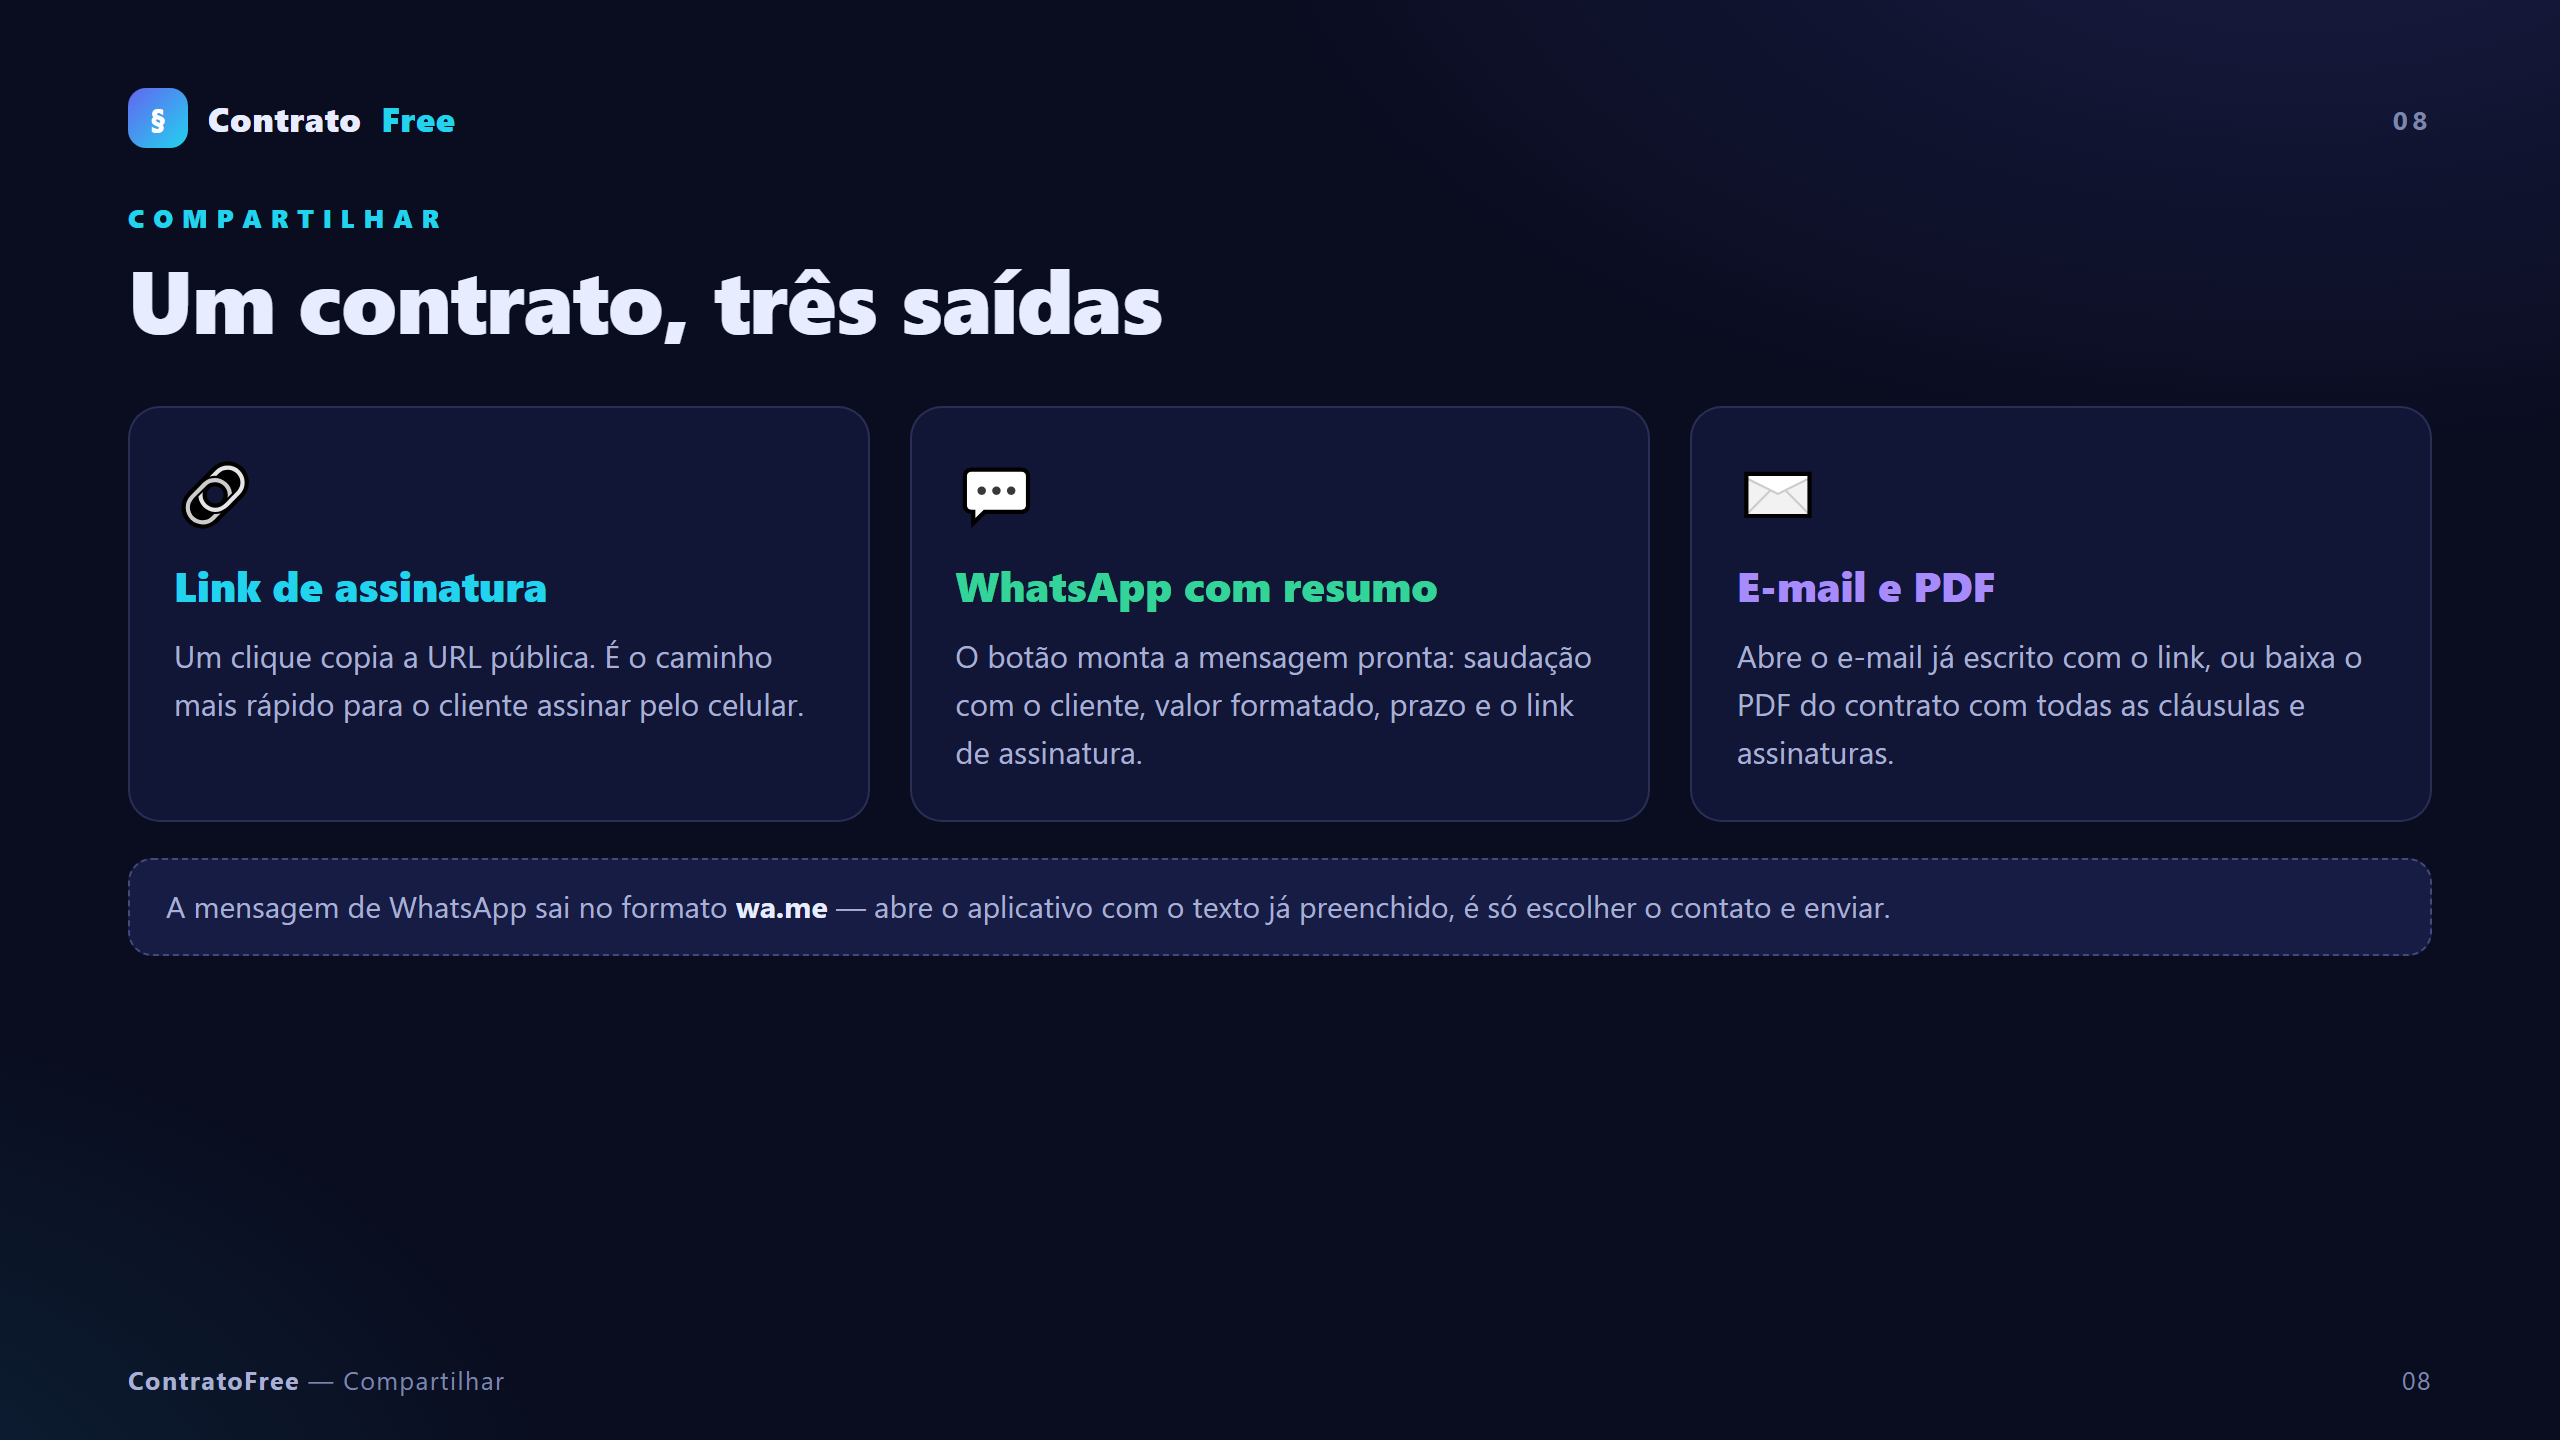 § Contrato Free
08
COMPARTILHAR
Um contrato, três saídas
Link de assinatura
Um clique copia a URL pública. É o caminho
mais rápido para o cliente assinar pelo celular.
WhatsApp com resumo
O botão monta a mensagem pronta: saudação
com o cliente, valor formatado, prazo e o link
de assinatura.
E-mail e PDF
Abre o e-mail já escrito com o link, ou baixa o
PDF do contrato com todas as cláusulas e
assinaturas.
A mensagem de WhatsApp sai no formato wa.me — abre o aplicativo com o texto já preenchido, é só escolher o contato e enviar.
ContratoFree — Compartilhar
08